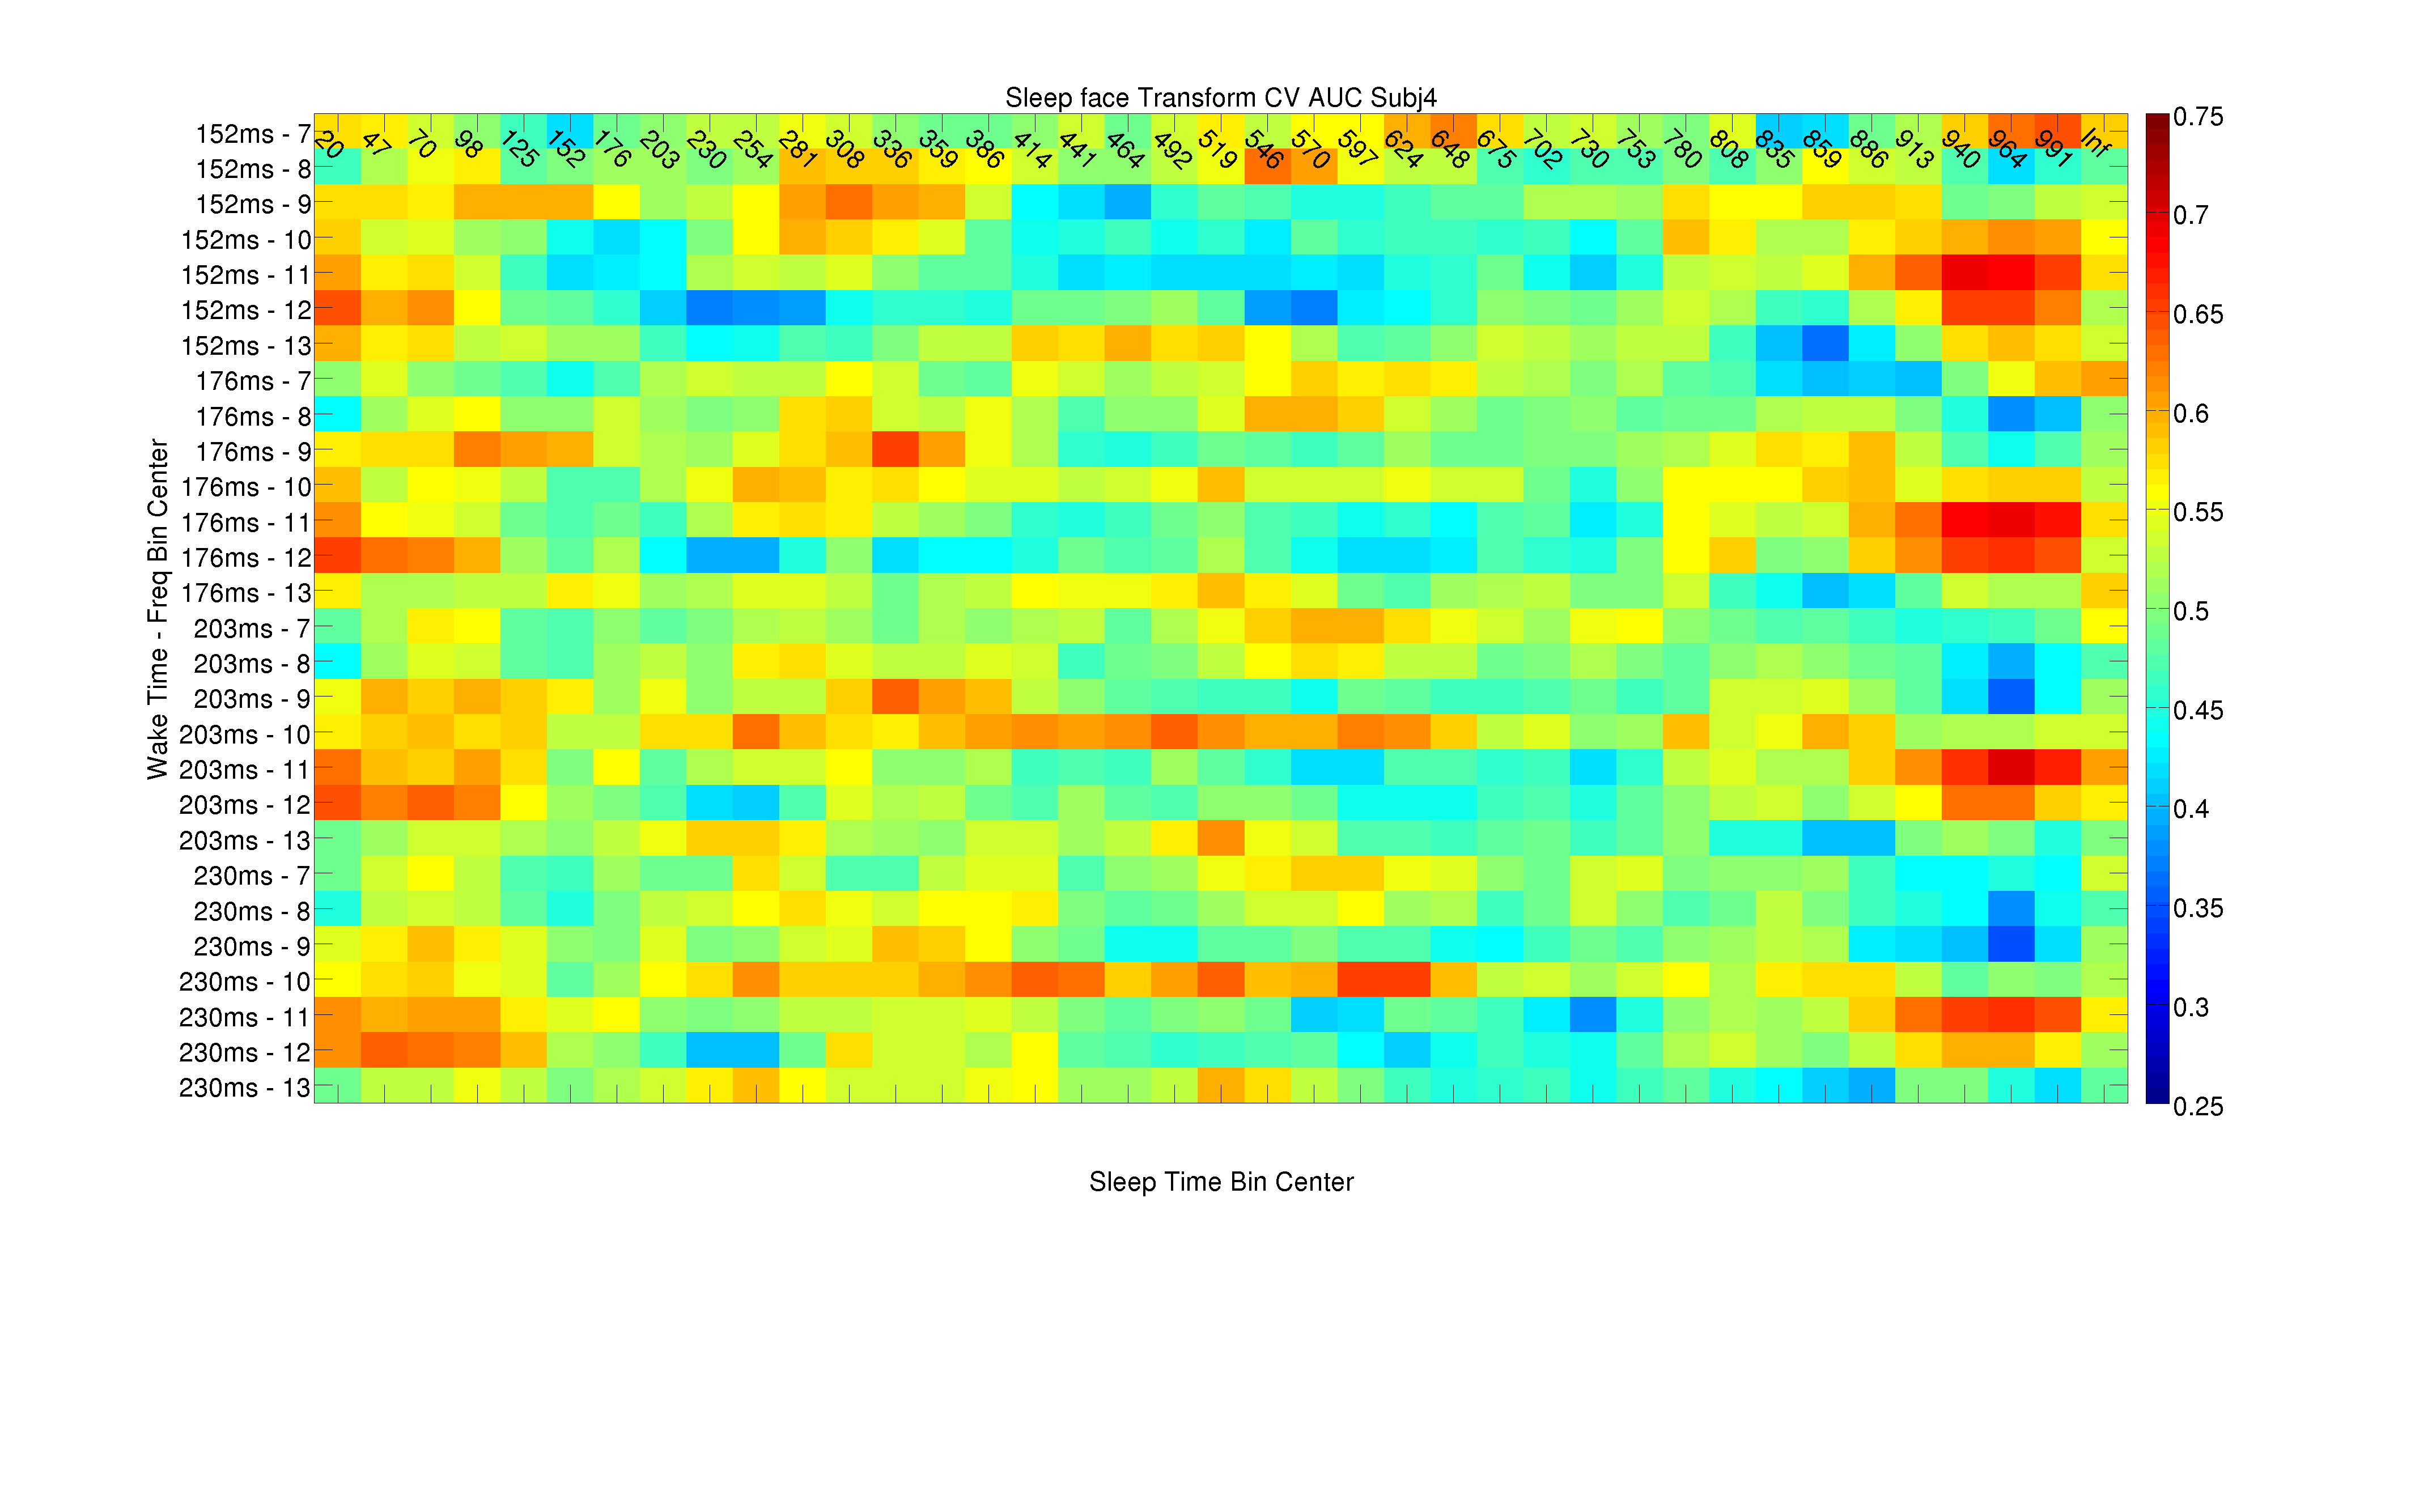 Sleep face Transform CV AUC Subj4
152ms - 7
152ms - 8
152ms - 9
152ms - 10
152ms - 11
152ms - 12
152ms - 13
176ms - 7
176ms - 8
176ms - 9
176ms - 10
176ms - 11
176ms - 12
176ms - 13
203ms - 7
203ms - 8
203ms - 9
203ms - 10
203ms - 11
203ms - 12
203ms - 13
230ms - 7
230ms - 8
230ms - 9
230ms - 10
230ms - 11
230ms - 12
230ms - 13
Wake Time - Freq Bin Center
20 47 70 98 125 152 176 203 230 254 281 308 336 359 386 414 441 464 492 519 546 570 597 624 648 675 702 730 753 780 808 835 859 886 913 940 964 991 Inf
0.75
0.7
0.65
0.6
0.55
0.5
0.45
0.4
0.35
0.3
0.25
Sleep Time Bin Center